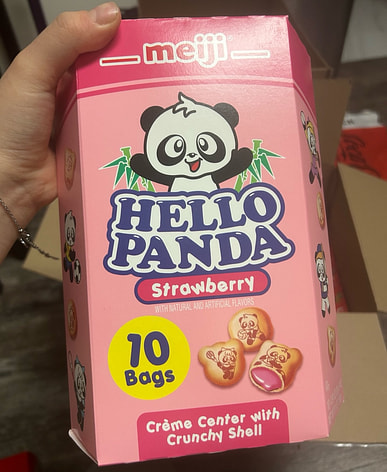 meiji
HELLO
PANDA
Strawberry
WITH NATURAL AND ARTIFICIAL FLAVORS
10
Bags
Crème Center with
Crunchy Shell